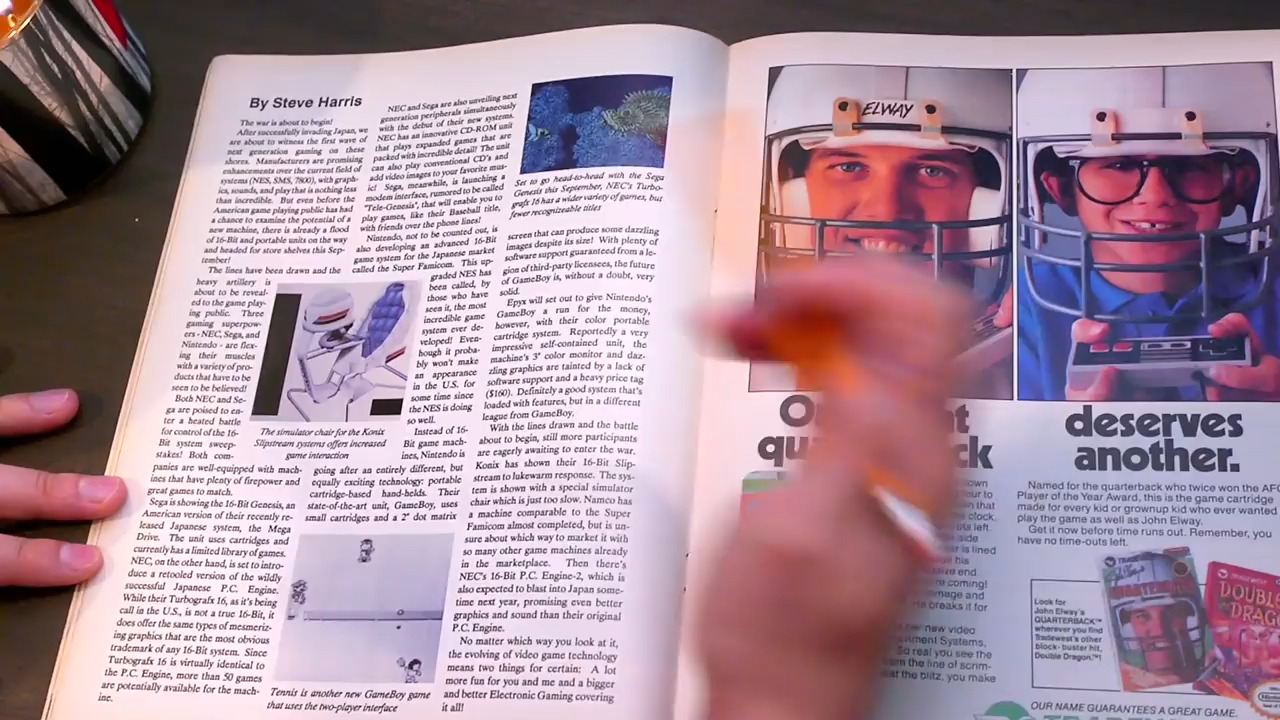 By Steve Harris
The war is about to begin!
After successfully invading Japan, we
are about to witness the first wave of
next generation gaming on these
shores. Manufacturers are promising
enhancements over the current field of
systems (NES, SMS, 7800), with graph-
ics, sounds, and play that is nothing less
than incredible. But even before the
American game playing public has had
a chance to examine the potential of a
new machine, there is already a flood
of 16-Bit and portable units on the way
and headed for store shelves this Sep-
tember!
The lines have been drawn and the
heavy artillery is
about to be reveal-
ed to the game play-
ing public. Three
gaming superpow-
ers - NEC, Sega, and
Nintendo - are flex-
ing their muscles
with a variety of pro-
ducts that have to be
seen to be believed!
Both NEC and Se-
ga are poised to en-
ter a heated battle
for control of the 16-
Bit system sweep-
stakes! Both com-
panies are well-equipped with mach-
ines that have plenty of firepower and
great games to match.
Sega is showing the 16-Bit Genesis, an
American version of their recently re-
leased Japanese system, the Mega
Drive. The unit uses cartridges and
currently has a limited library of games.
NEC, on the other hand, is set to intro-
duce a retooled version of the wildly
successful Japanese P.C. Engine.
While their Turbografx 16, as it's being
call in the U.S., is not a true 16-Bit, it
does offer the same types of mesmeriz-
ing graphics that are the most obvious
trademark of any 16-Bit system. Since
Turbografx 16 is virtually identical to
the P.C. Engine, more than 50 games
are potentially available for the mach-
ine.
NEC and Sega are also unveiling next
generation peripherals simultaneously
with the debut of their new systems.
NEC has an innovative CD-ROM unit
that plays expanded games that are
packed with incredible detail! The unit
can also play conventional CD's and
add video images to your favorite mus-
ic! Sega, meanwhile, is launching a
modem interface, rumored to be called
"Tele-Genesis", that will enable you to
play games, like their Baseball title,
with friends over the phone lines!
Nintendo, not to be counted out, is
also developing an advanced 16-Bit
game system for the Japanese market
called the Super Famicom. This up-
graded NES has
been called, by
those who have
seen it, the most
incredible game
system ever de-
veloped! Even-
hough it proba-
bly won't make
an appearance
in the U.S. for
some time since
the NES is doing
so well.
Instead of 16-
Bit game mach-
ines, Nintendo is
going after an entirely different, but
equally exciting technology: portable
cartridge-based hand-helds. Their
state-of-the-art unit, GameBoy, uses
small cartridges and a 2" dot matrix
The simulator chair for the Konix
Slipstream systems offers increased
game interaction
Tennis is another new GameBoy game
that uses the two-player interface
Set to go head-to-head with the Sega
Genesis this September, NEC's Turbo-
grafx 16 has a wider variety of games, but
fewer recognizeable titles
screen that can produce some dazzling
images despite its size! With plenty of
software support guaranteed from a le-
gion of third-party licensees, the future
of GameBoy is, without a doubt, very
solid.
Epyx will set out to give Nintendo's
GameBoy a run for the money,
however, with their color portable
cartridge system. Reportedly a very
impressive self-contained unit, the
machine's 3" color monitor and daz-
zling graphics are tainted by a lack of
software support and a heavy price tag
($160). Definitely a good system that's
loaded with features, but in a different
league from GameBoy.
With the lines drawn and the battle
about to begin, still more participants
are eagerly awaiting to enter the war.
Konix has shown their 16-Bit Slip-
stream to lukewarm response. The sys-
tem is shown with a special simulator
chair which is just too slow. Namco has
a machine comparable to the Super
Famicom almost completed, but is un-
sure about which way to market it with
so many other game machines already
in the marketplace. Then there's
NEC's 16-Bit P.C. Engine-2, which is
also expected to blast into Japan some-
time next year, promising even better
graphics and sound than their original
P.C. Engine.
No matter which way you look at it,
the evolving of video game technology
means two things for certain: A lot
more fun for you and me and a bigger
and better Electronic Gaming covering
it all!
ELWAY
deserves
another.
Named for the quarterback who twice won the AFC
Player of the Year Award, this is the game cartridge
made for every kid or grownup kid who ever wanted
play the game as well as John Elway.
Get it now before time runs out. Remember, you
have no time-outs left.
Look for
John Elway's
QUARTERBACK™
wherever you find
Tradewest's other
block-buster hit,
Double Dragon.™!
QUARTERBACK
DOUBLE
DRAGON
OUR NAME GUARANTEES A GREAT GAME.